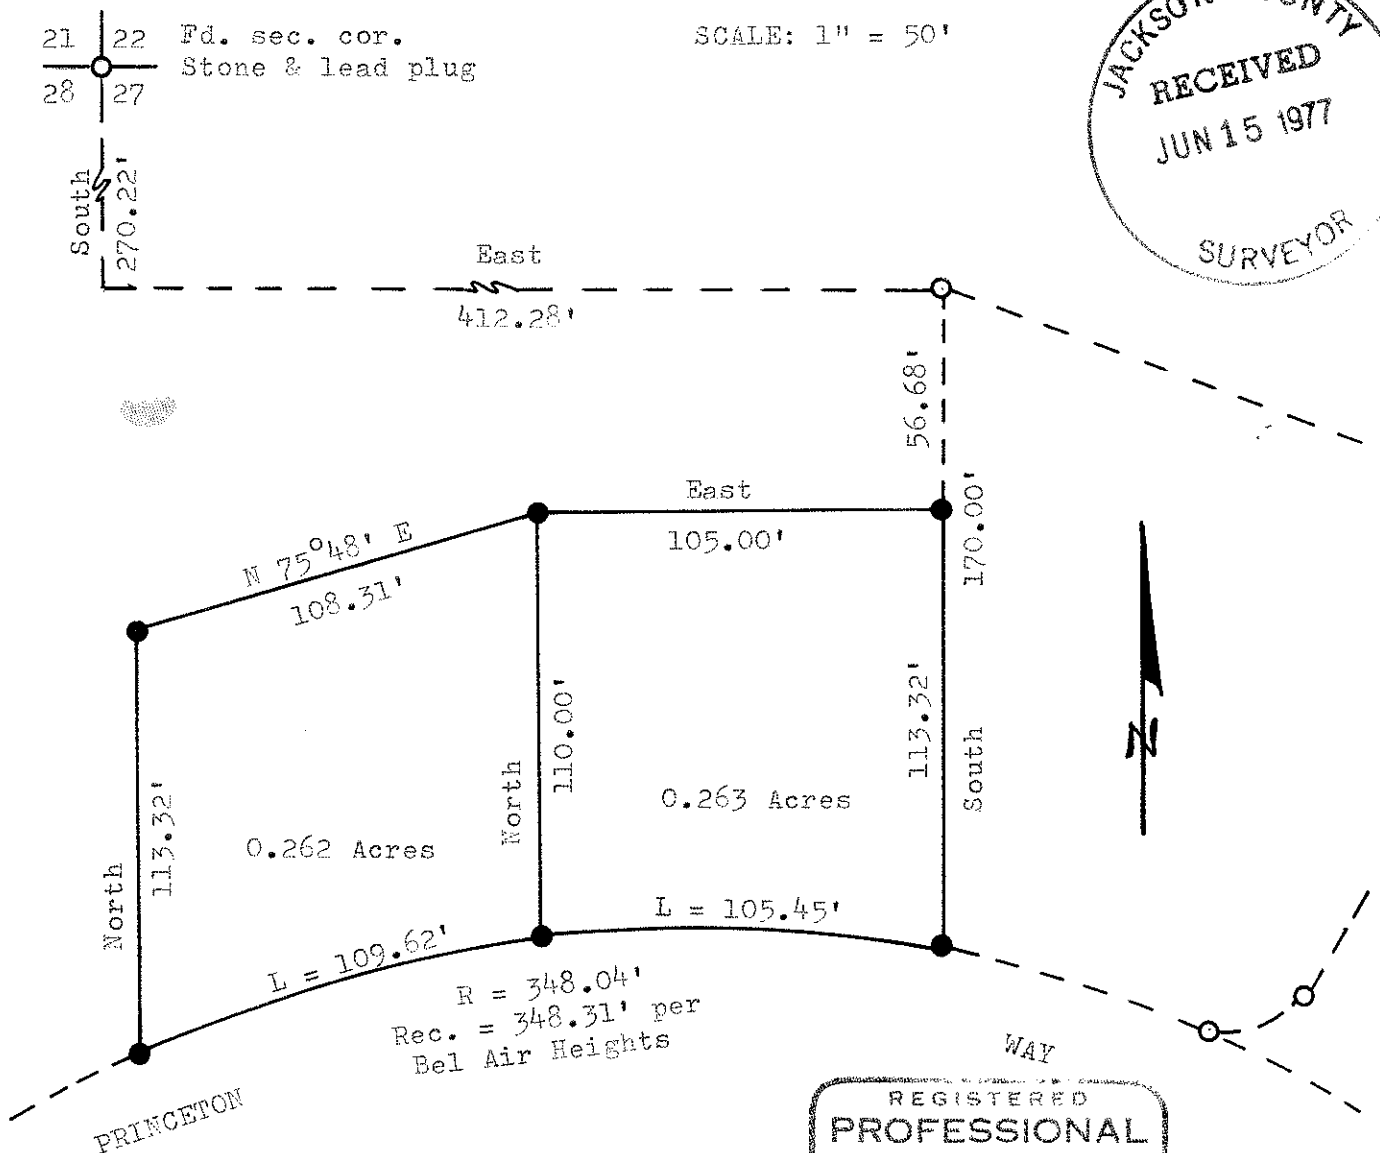 21 22 Fd. sec. cor.
Stone & lead plug
28 27
SCALE: 1" = 50'
JACKSON COUNTY
RECEIVED
JUN 15 1977
SURVEYOR
South
270.22'
East
412.28'
56.68'
170.00'
East
105.00'
N 75°48' E
108.31'
North
113.32'
0.262 Acres
North
110.00'
0.263 Acres
113.32'
South
N
L = 109.62'
L = 105.45'
R = 348.04'
Rec. = 348.31' per
Bel Air Heights
PRINCETON
WAY
REGISTERED
PROFESSIONAL